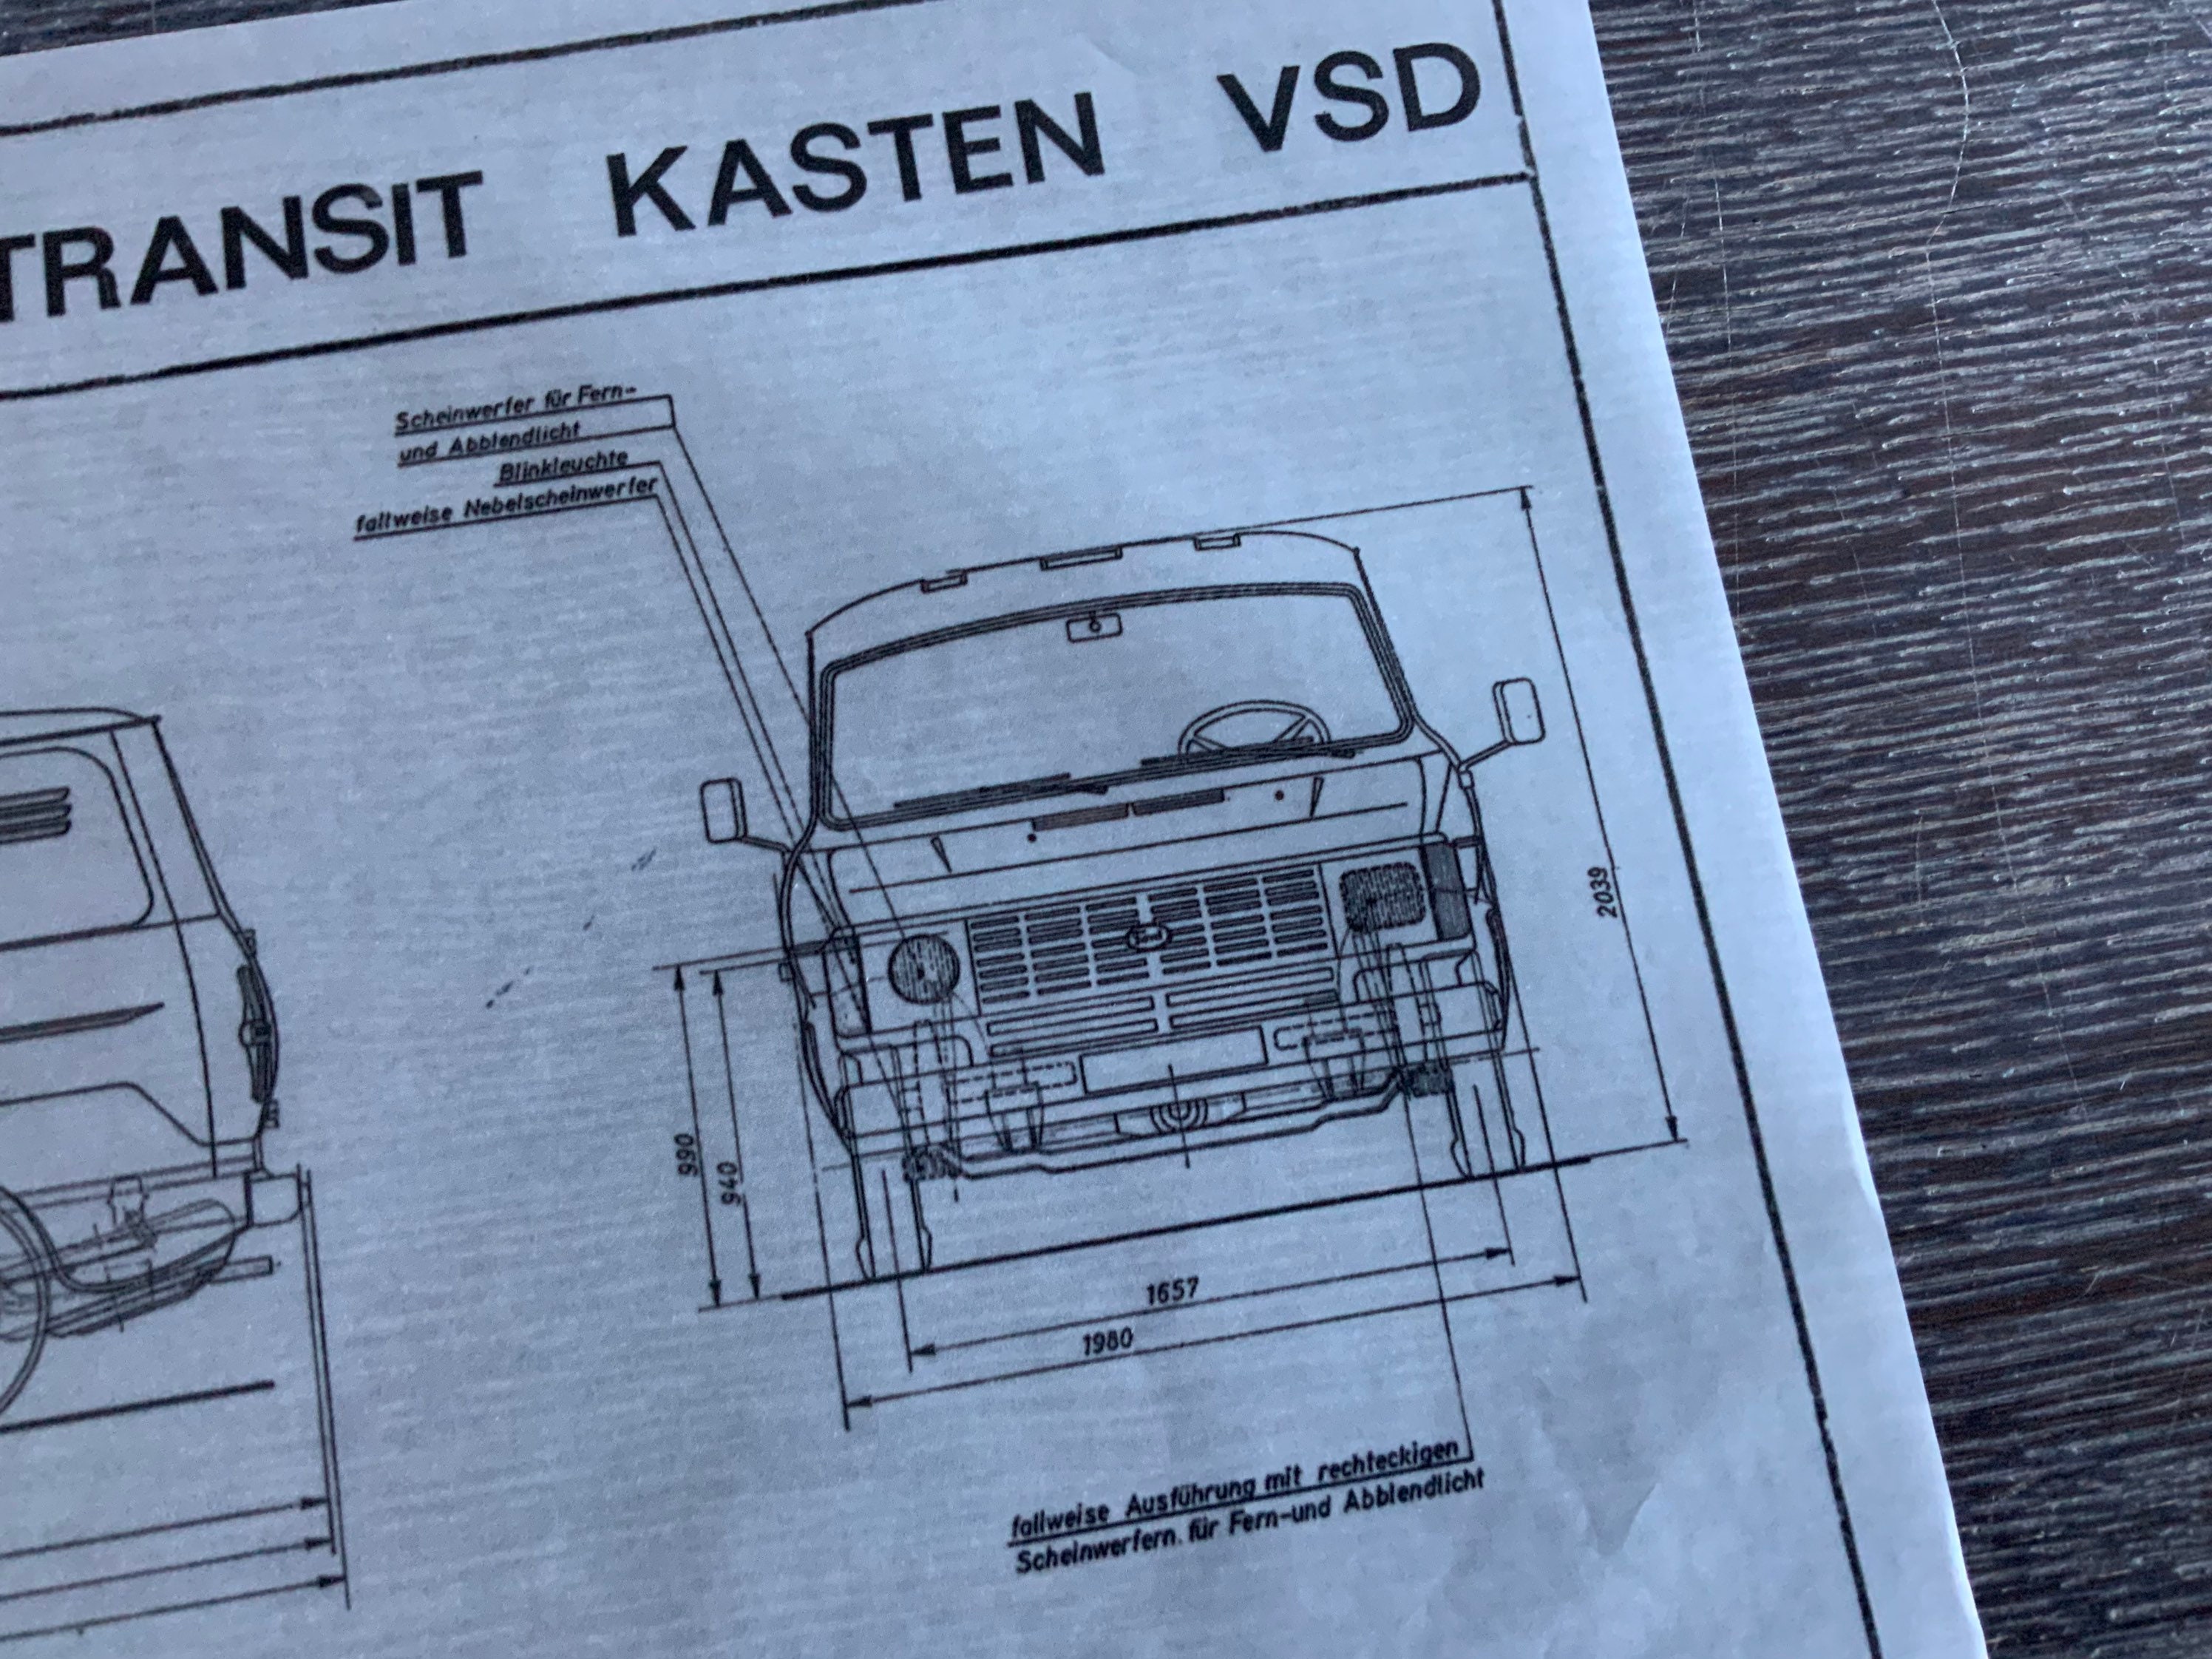 TRANSIT KASTEN VSD
Scheinwerfer für Fern-
und Abblendlicht
Blinkleuchte
fallweise Nebelscheinwerfer
2039
990
940
1657
1980
fallweise Ausführung mit rechteckigen
Scheinwerfern für Fern-und Abblendlicht